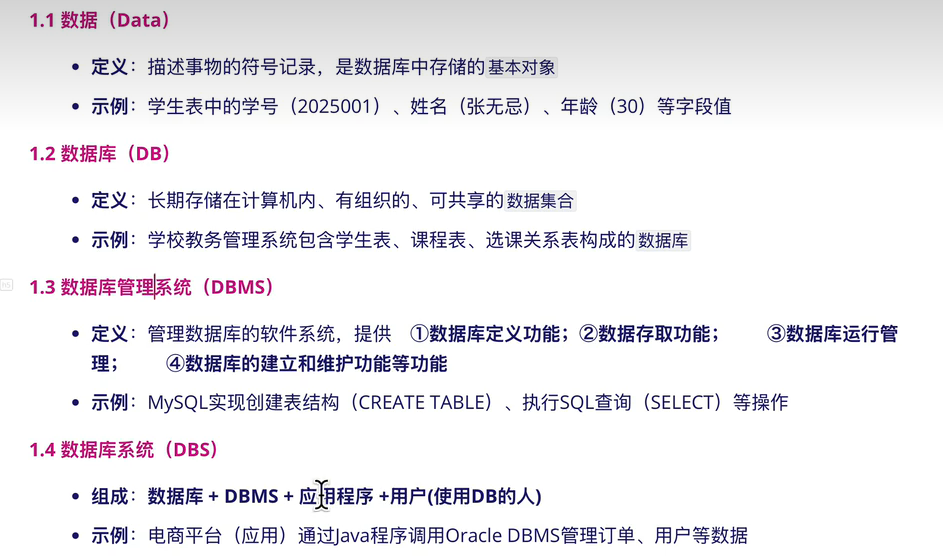 1.1 数据（Data）
• 定义：描述事物的符号记录，是数据库中存储的基本对象
• 示例：学生表中的学号（2025001）、姓名（张无忌）、年龄（30）等字段值
1.2 数据库（DB）
• 定义：长期存储在计算机内、有组织的、可共享的数据集合
• 示例：学校教务管理系统包含学生表、课程表、选课关系表构成的数据库
1.3 数据库管理系统（DBMS）
• 定义：管理数据库的软件系统，提供 ①数据库定义功能；②数据存取功能； ③数据库运行管
理； ④数据库的建立和维护功能等功能
• 示例：MySQL实现创建表结构（CREATE TABLE）、执行SQL查询（SELECT）等操作
1.4 数据库系统（DBS）
• 组成：数据库 + DBMS + 应用程序 +用户(使用DB的人)
• 示例：电商平台（应用）通过Java程序调用Oracle DBMS管理订单、用户等数据